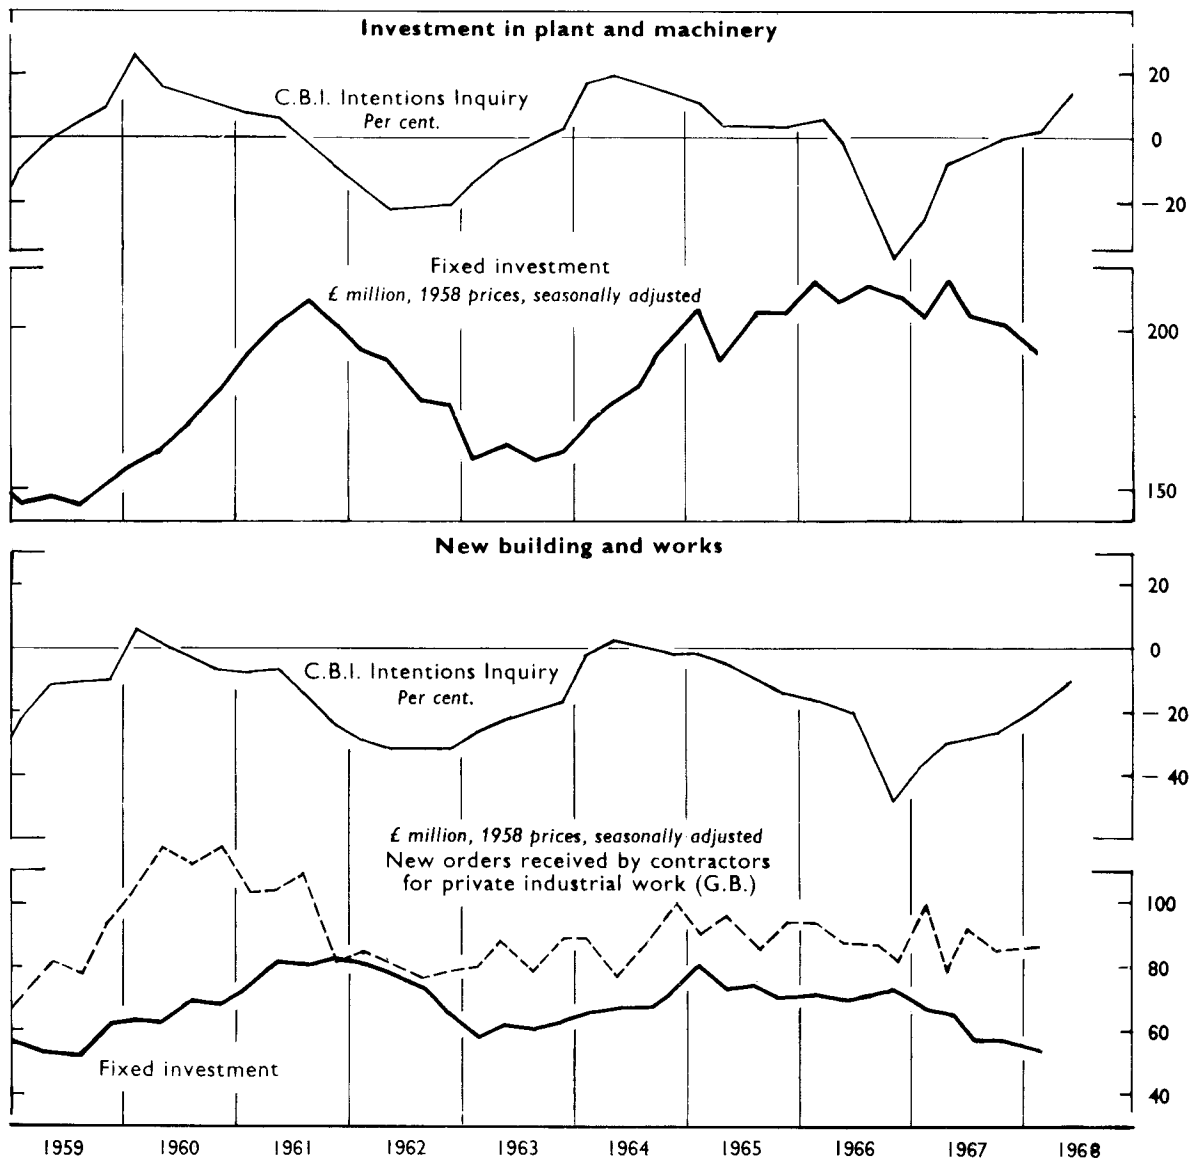 Investment in plant and machinery
C.B.I. Intentions Inquiry
Per cent.
20
0
— 20
Fixed investment
£ million, 1958 prices, seasonally adjusted
200
150
New building and works
20
0
C.B.I. Intentions Inquiry
Per cent.
— 20
— 40
£ million, 1958 prices, seasonally adjusted
New orders received by contractors
for private industrial work (G.B.)
100
80
60
Fixed investment
40
1959 1960 1961 1962 1963 1964 1965 1966 1967 1968